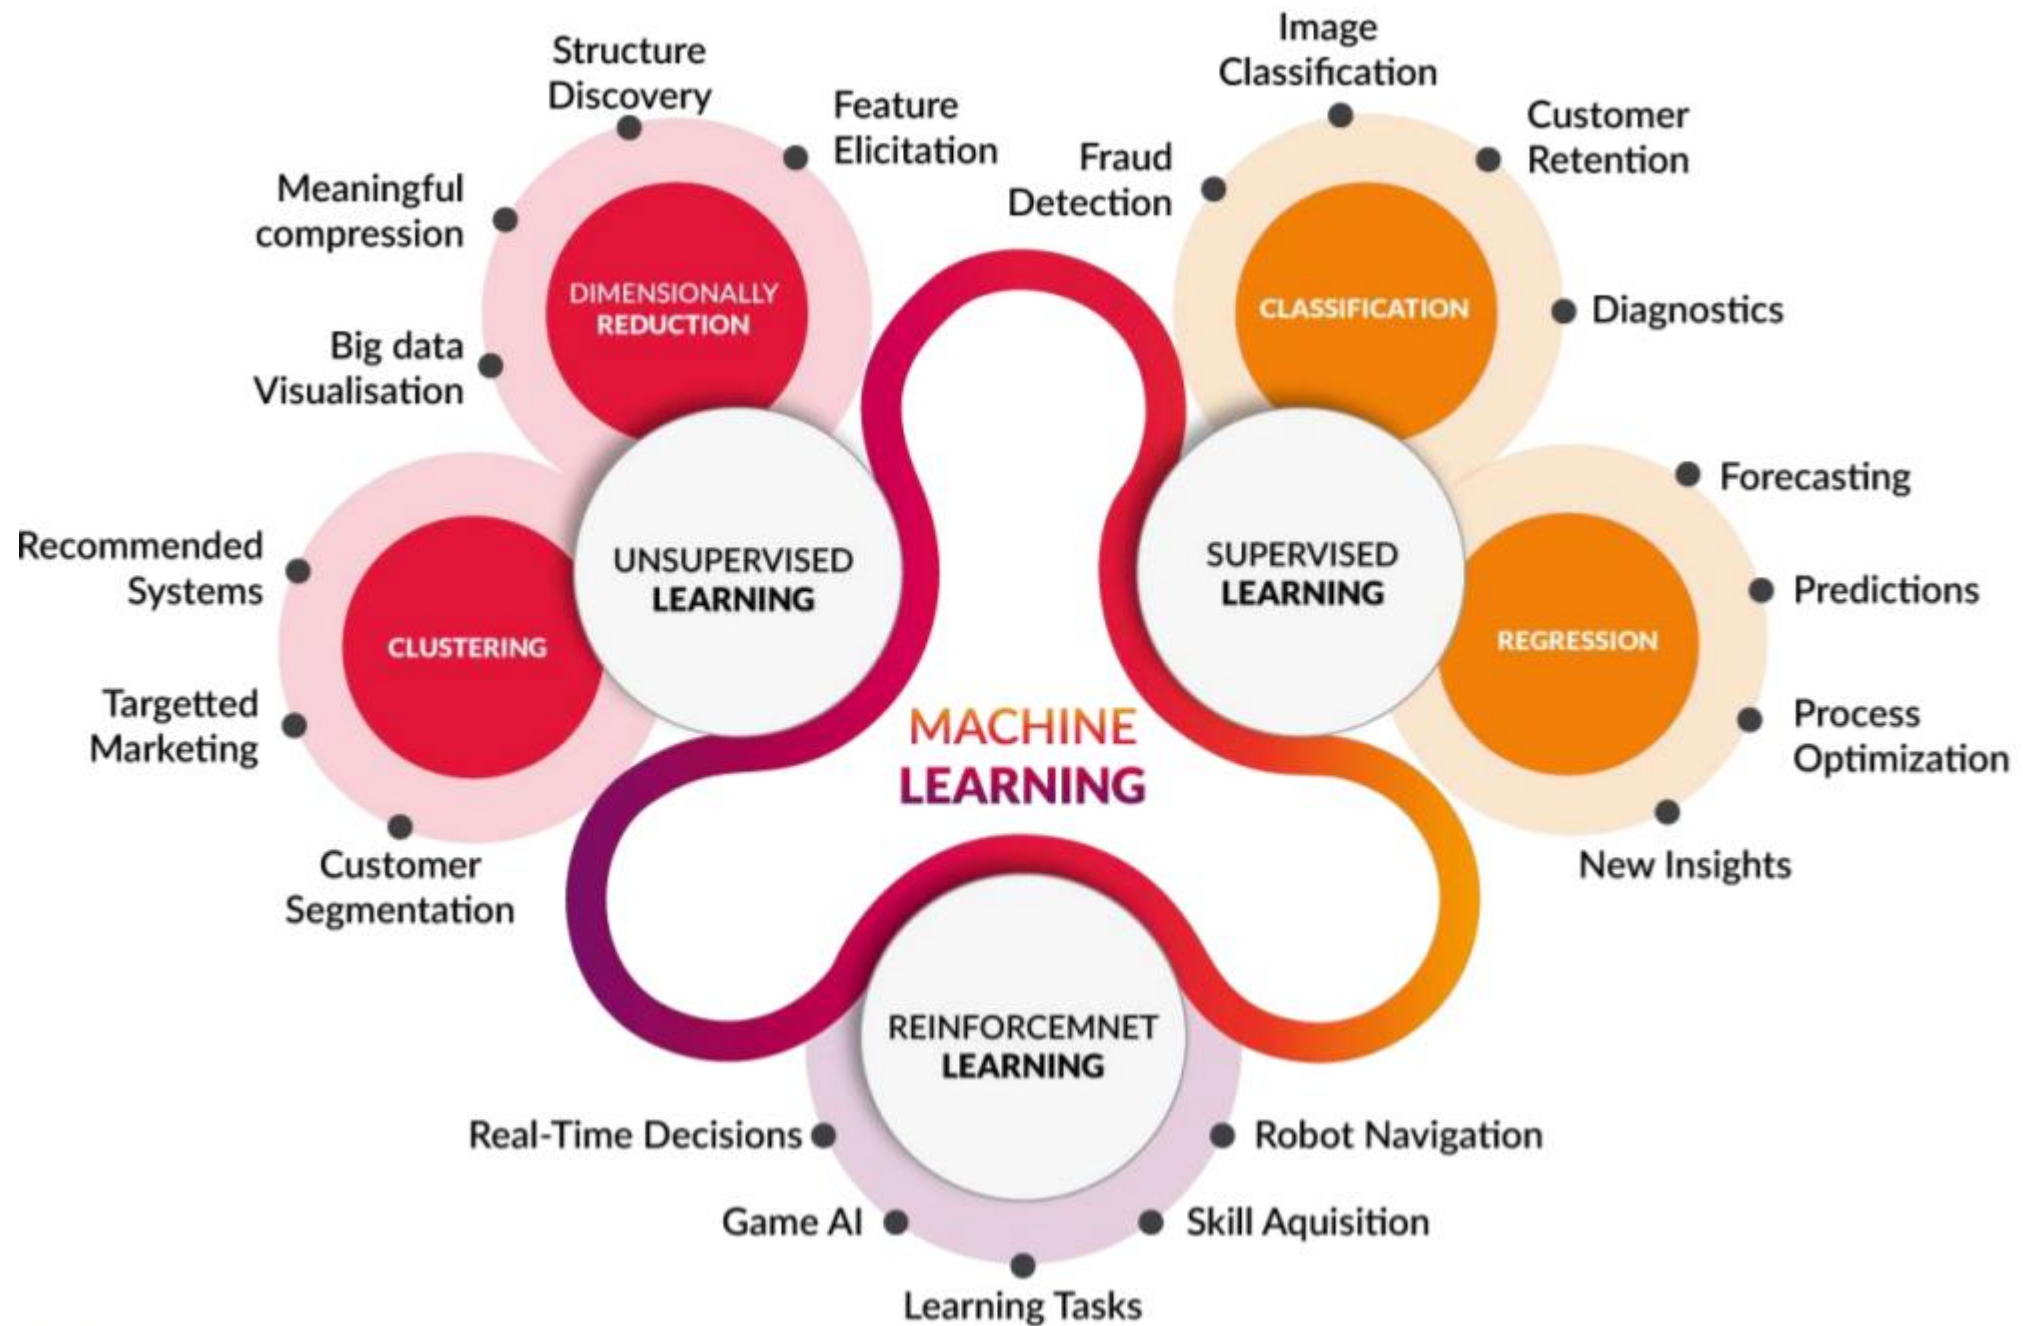 Structure
Discovery
Feature
Elicitation
Meaningful
compression
Big data
Visualisation
DIMENSIONALLY
REDUCTION
Image
Classification
Customer
Retention
Fraud
Detection
CLASSIFICATION
Diagnostics
Recommended
Systems
CLUSTERING
Targetted
Marketing
Customer
Segmentation
UNSUPERVISED
LEARNING
SUPERVISED
LEARNING
Forecasting
Predictions
REGRESSION
Process
Optimization
New Insights
MACHINE
LEARNING
REINFORCEMNET
LEARNING
Real-Time Decisions
Robot Navigation
Game AI
Skill Aquisition
Learning Tasks